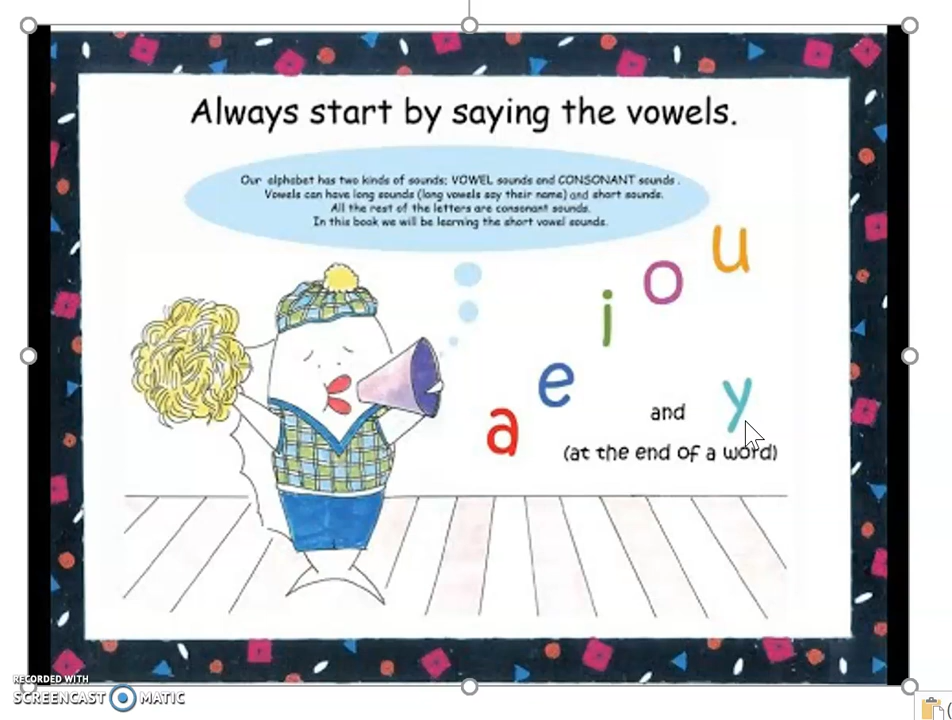 Always start by saying the vowels.
Our alphabet has two kinds of sounds; VOWEL sounds and CONSONANT sounds.
Vowels can have long sounds (long vowels say their name) and short sounds.
All the rest of the letters are consonant sounds.
In this book we will be learning the short vowel sounds.
a e i o u
and y
(at the end of a word)
RECORDED WITH
SCREENCAST MATIC